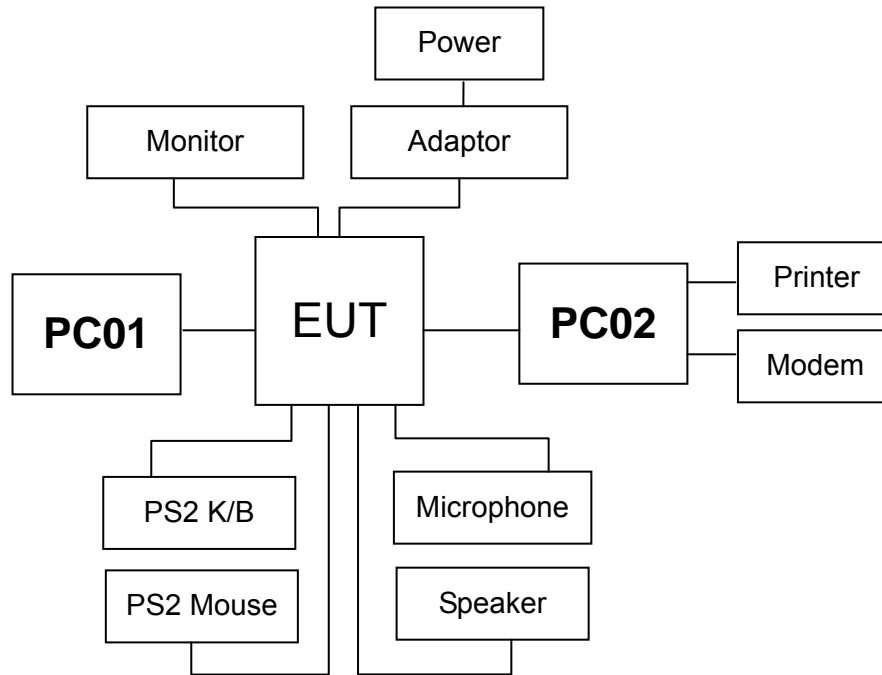 Power
Monitor
Adaptor
PC01
EUT
PC02
Printer
Modem
PS2 K/B
Microphone
PS2 Mouse
Speaker